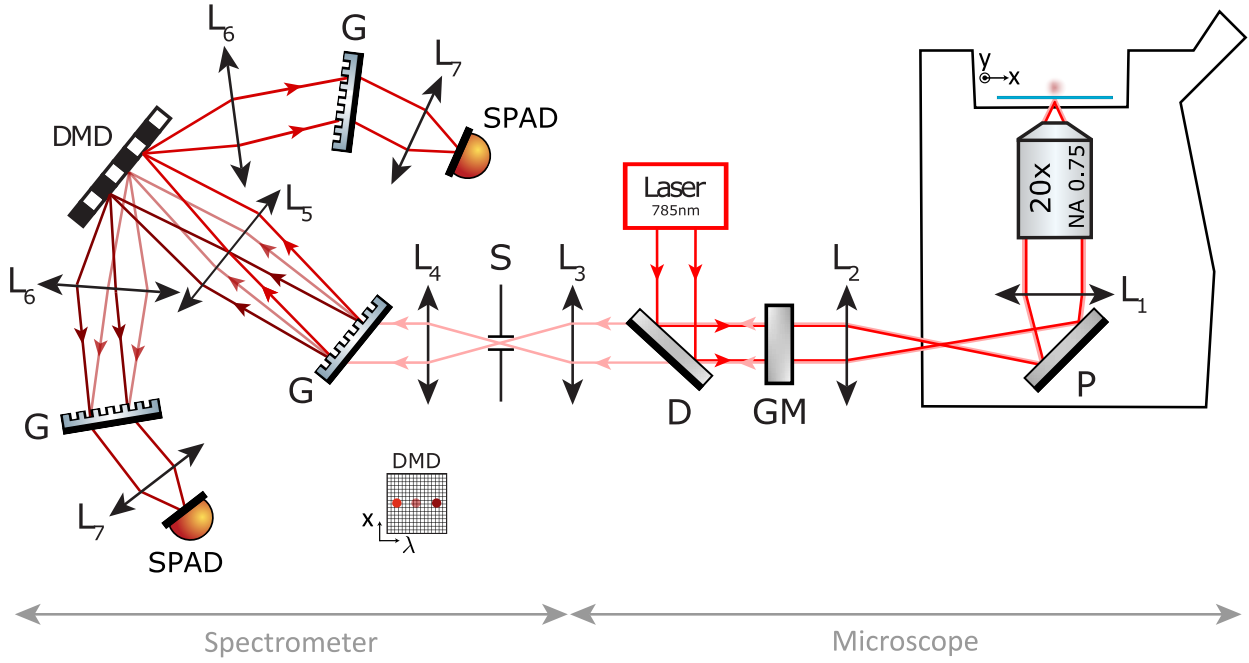 L6
G
L7
SPAD
DMD
y
x
20x
NA 0.75
Laser
785nm
L5
L6
L4
S
L3
L2
L1
G
D
GM
P
G
DMD
x
λ
L7
SPAD
Spectrometer
Microscope